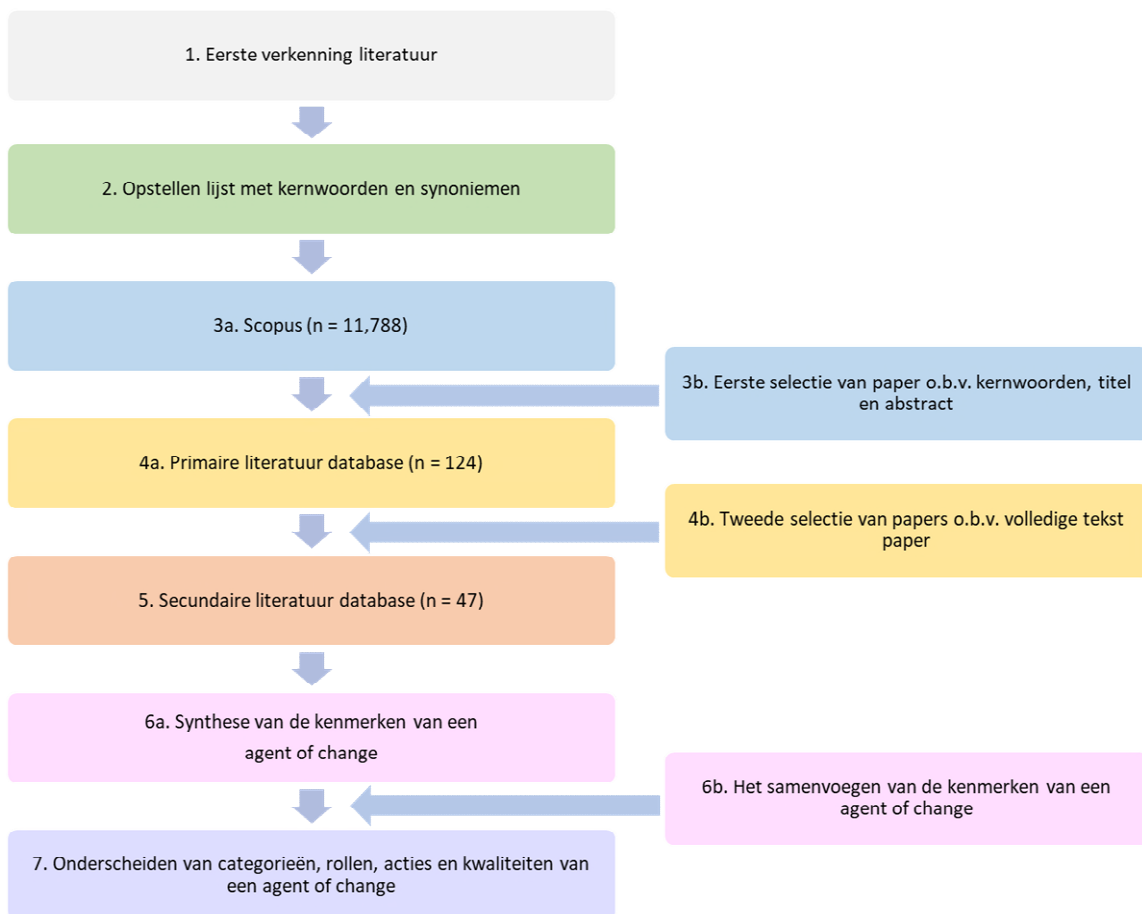 1. Eerste verkenning literatuur
2. Opstellen lijst met kernwoorden en synoniemen
3a. Scopus (n = 11,788)
3b. Eerste selectie van paper o.b.v. kernwoorden, titel
en abstract
4a. Primaire literatuur database (n = 124)
4b. Tweede selectie van papers o.b.v. volledige tekst
paper
5. Secundaire literatuur database (n = 47)
6a. Synthese van de kenmerken van een
agent of change
6b. Het samenvoegen van de kenmerken van een
agent of change
7. Onderscheiden van categorieën, rollen, acties en kwaliteiten van
een agent of change